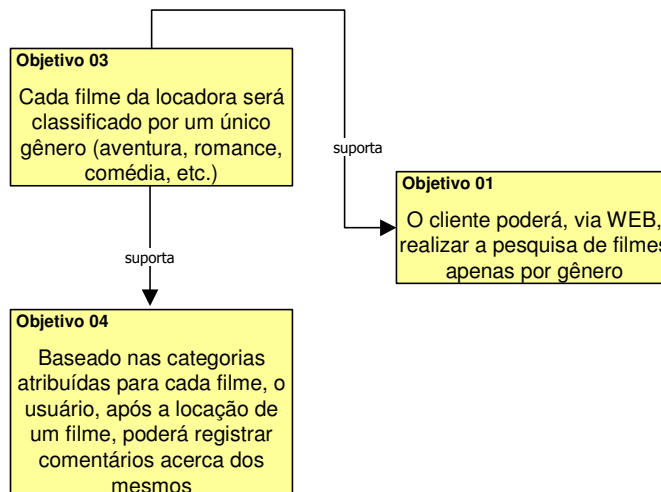 Objetivo 03
Cada filme da locadora será
classificado por um único
gênero (aventura, romance,
comédia, etc.)
suporta
Objetivo 01
O cliente poderá, via WEB,
realizar a pesquisa de filmes
apenas por gênero
suporta
Objetivo 04
Baseado nas categorias
atribuídas para cada filme, o
usuário, após a locação de
um filme, poderá registrar
comentários acerca dos
mesmos